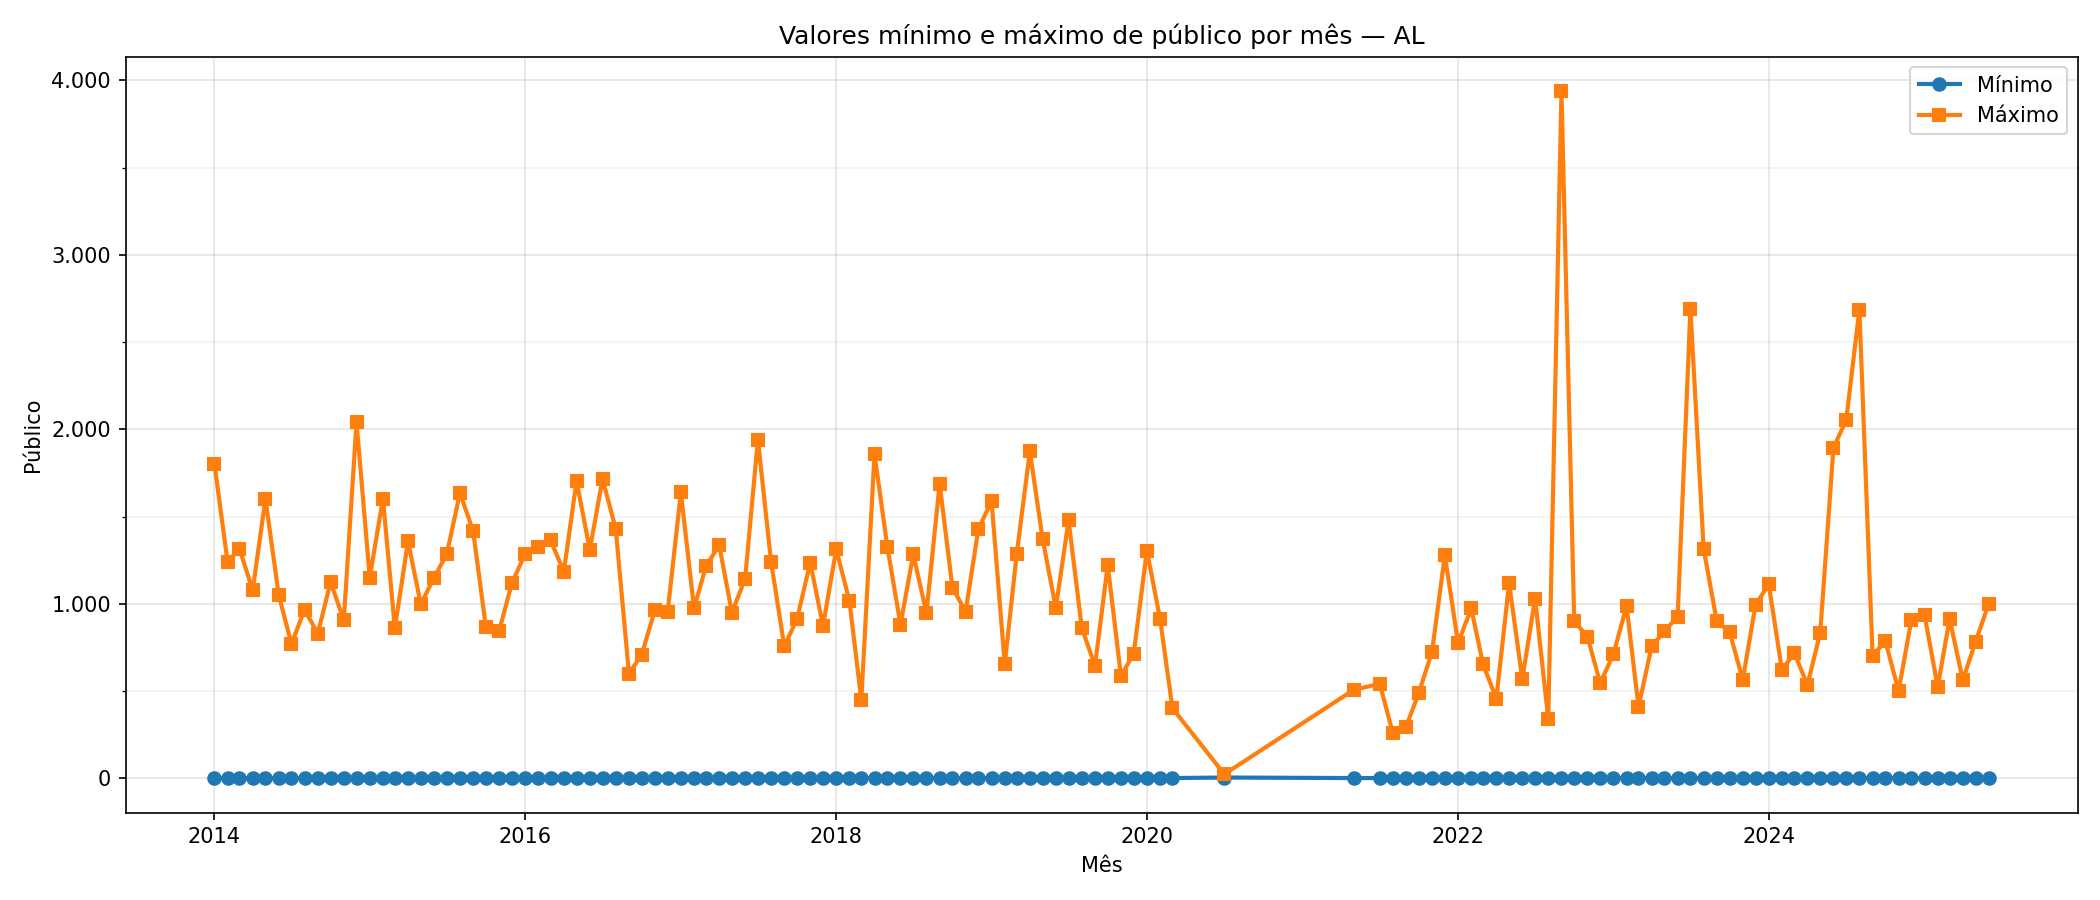 Valores mínimo e máximo de público por mês — AL
Mínimo
Máximo
Público
4.000
3.000
2.000
1.000
0
2014
2016
2018
2020
2022
2024
Mês